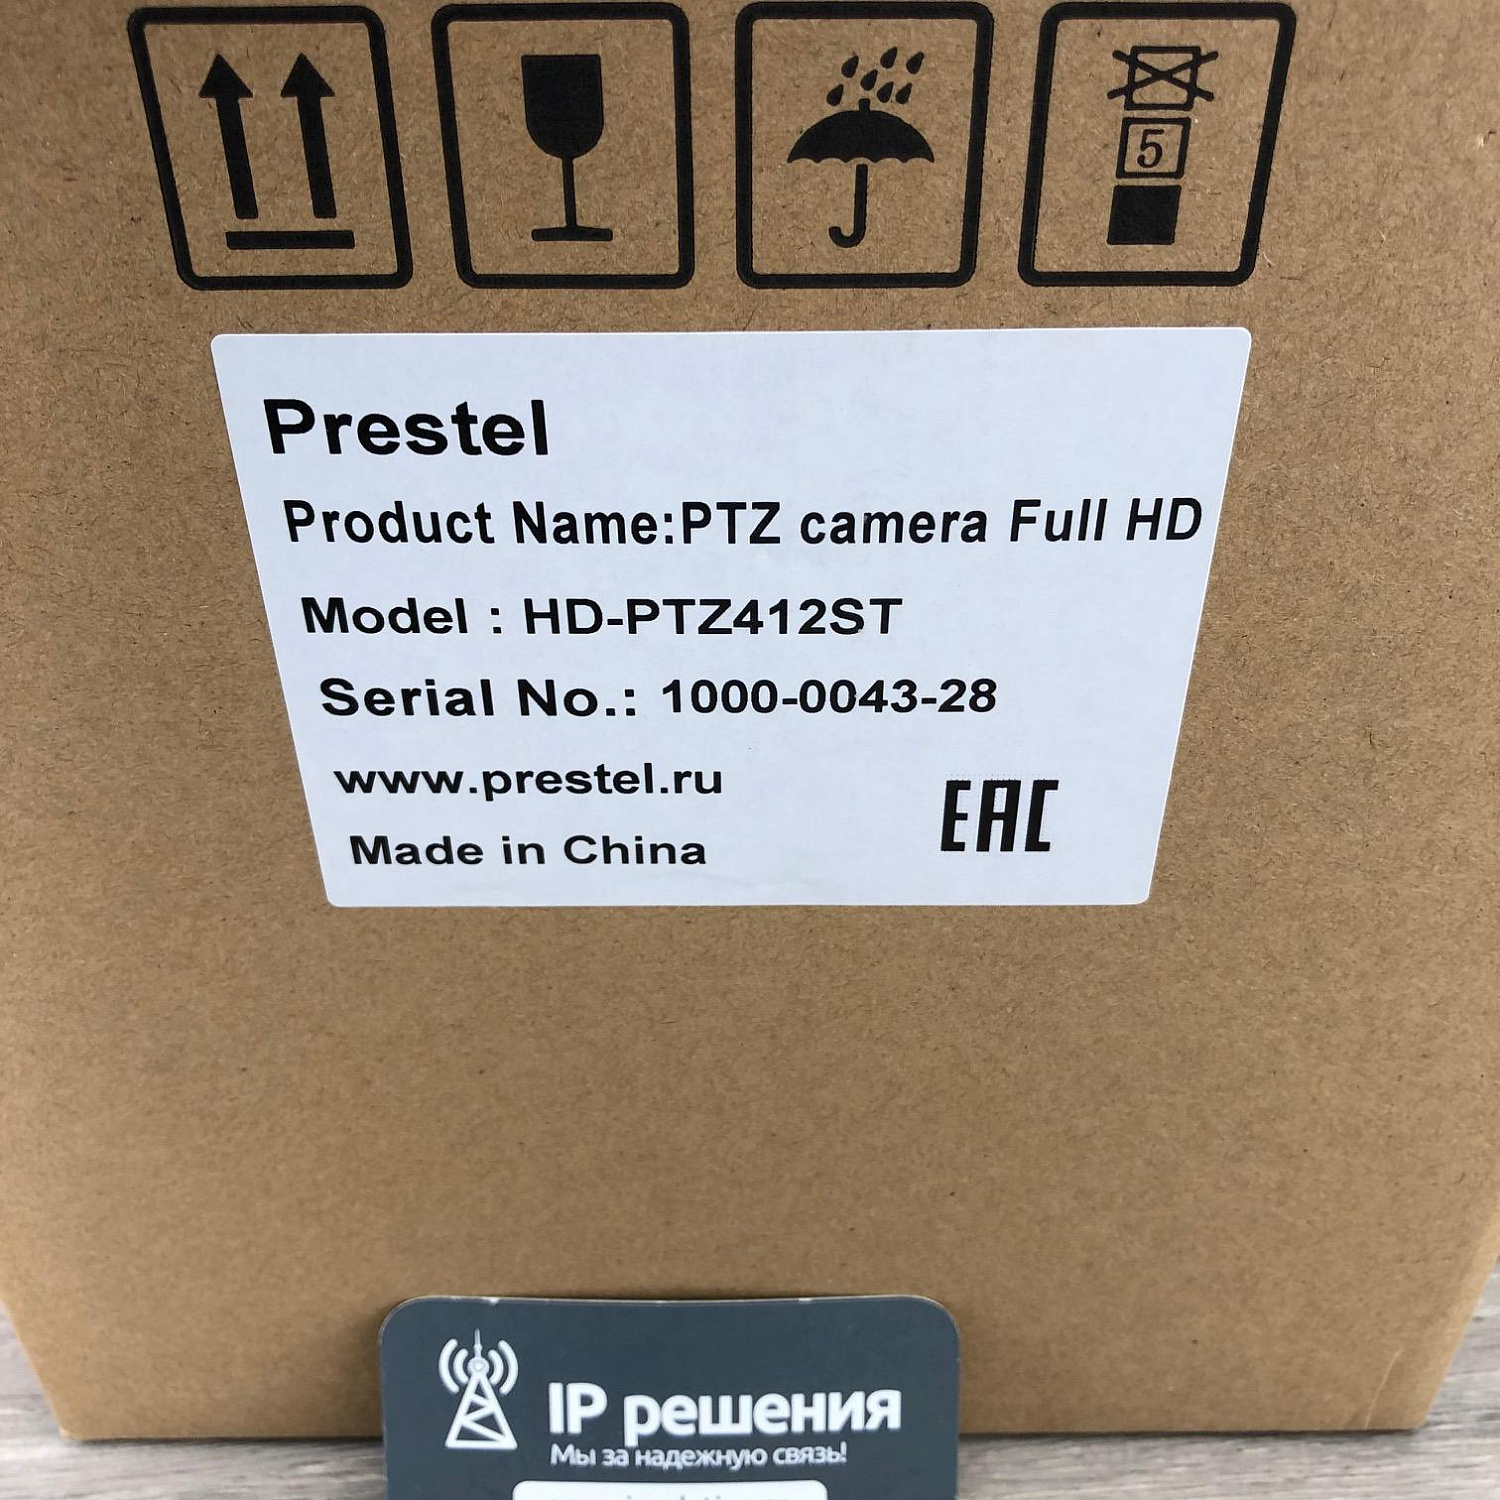 5
Prestel
Product Name:PTZ camera Full HD
Model : HD-PTZ412ST
Serial No.: 1000-0043-28
www.prestel.ru
EAC
Made in China
IP решения
Мы за надежную связь!